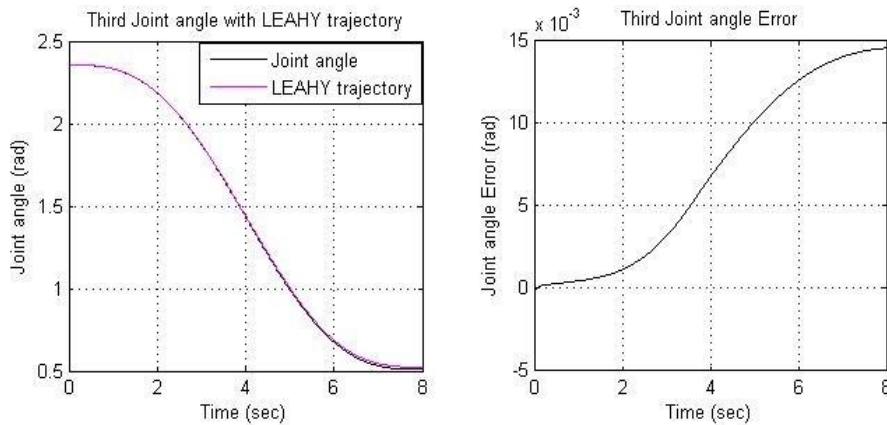 Third Joint angle with LEAHY trajectory
2.5
2
1.5
1
0.5
Joint angle (rad)
Joint angle
LEAHY trajectory
0 2 4 6 8
Time (sec)
Third Joint angle Error
x 10^-3
15
10
5
0
-5
Joint angle Error (rad)
0 2 4 6 8
Time (sec)